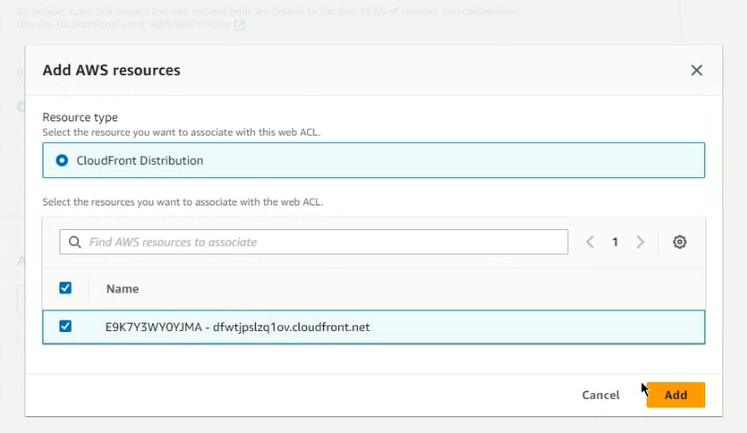 By default, rules that inspect the web request body are limited to the first 16 KB of content. You can increase
this size for additional cost. AWS WAF Pricing
Add AWS resources
Resource type
Select the resource you want to associate with this web ACL.
CloudFront Distribution
Select the resources you want to associate with the web ACL.
Find AWS resources to associate
1
Name
E9K7Y3WY0YJMA - dfwtjpslzq1ov.cloudfront.net
Cancel
Add